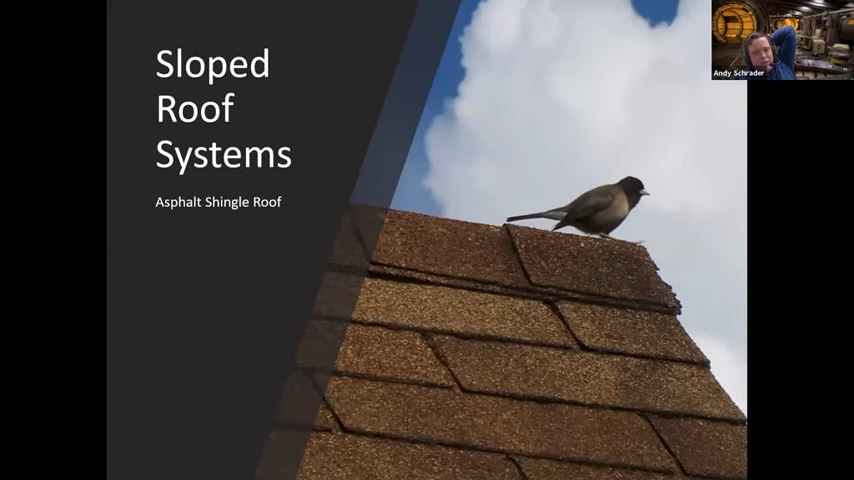 Sloped
Roof
Systems
Asphalt Shingle Roof
Andy Schrader